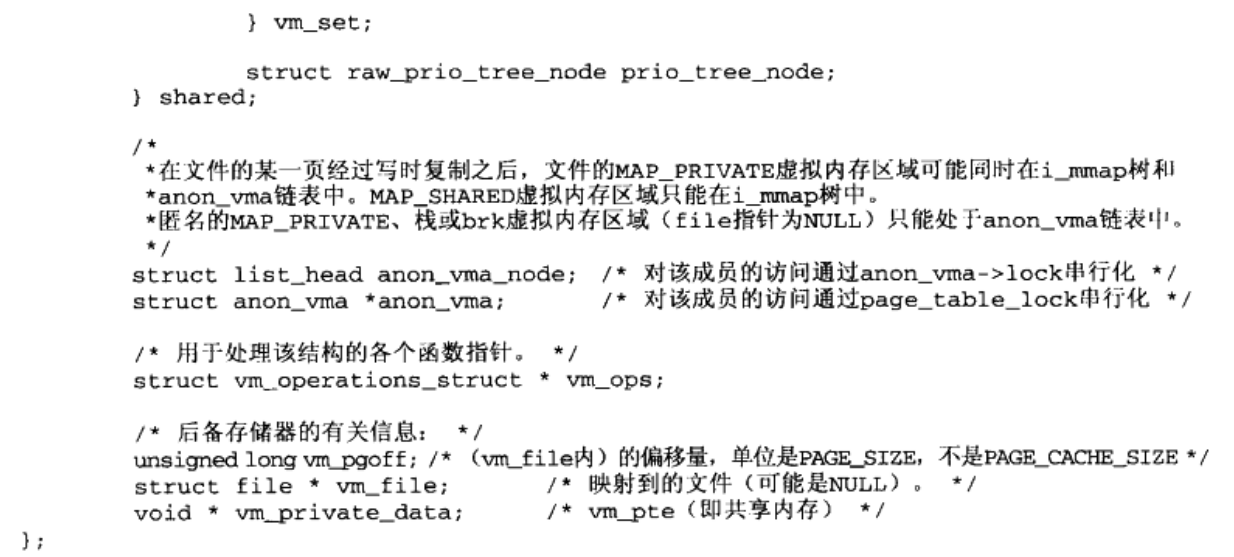 } vm_set;
struct raw_prio_tree_node prio_tree_node;
} shared;
/*
*在文件的某一页经过写时复制之后，文件的MAP_PRIVATE虚拟内存区域可能同时在i_mmap树和
*anon_vma链表中。MAP_SHARED虚拟内存区域只能在i_mmap树中。
*匿名的MAP_PRIVATE、栈或brk虚拟内存区域（file指针为NULL）只能处于anon_vma链表中。
*/
struct list_head anon_vma_node; /* 对该成员的访问通过anon_vma->lock串行化 */
struct anon_vma *anon_vma; /* 对该成员的访问通过page_table_lock串行化 */
/* 用于处理该结构的各个函数指针。 */
struct vm_operations_struct * vm_ops;
/* 后备存储器的有关信息： */
unsigned long vm_pgoff; /* （vm_file内）的偏移量，单位是PAGE_SIZE，不是PAGE_CACHE_SIZE */
struct file * vm_file; /* 映射到的文件（可能是NULL）。 */
void * vm_private_data; /* vm_pte（即共享内存） */
};